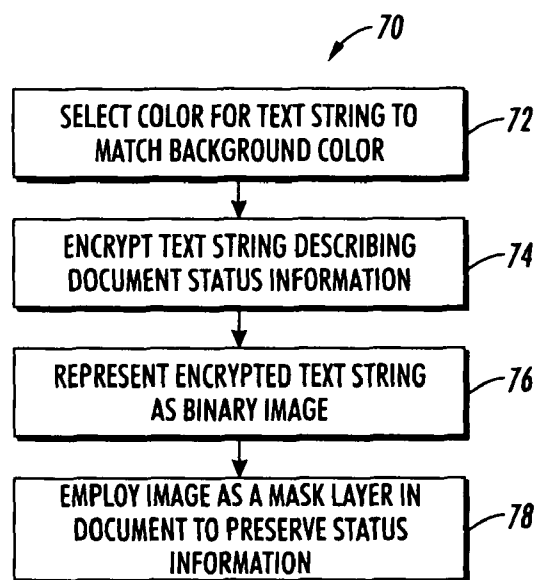 70
SELECT COLOR FOR TEXT STRING TO
MATCH BACKGROUND COLOR
72
ENCRYPT TEXT STRING DESCRIBING
DOCUMENT STATUS INFORMATION
74
REPRESENT ENCRYPTED TEXT STRING
AS BINARY IMAGE
76
EMPLOY IMAGE AS A MASK LAYER IN
DOCUMENT TO PRESERVE STATUS
INFORMATION
78